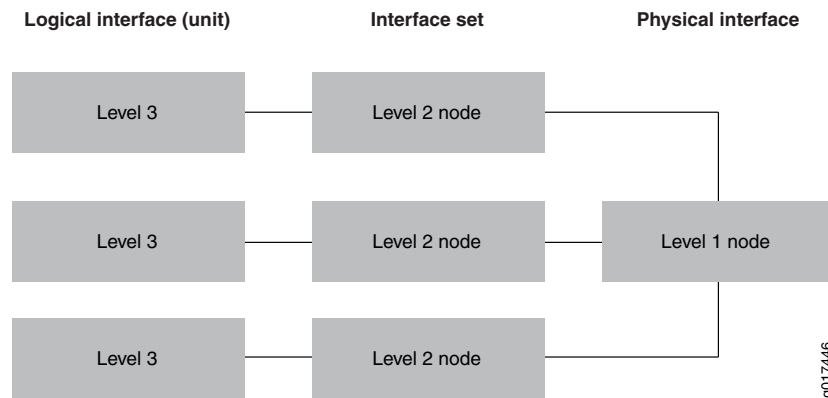 Logical interface (unit) Interface set Physical interface
Level 3 Level 2 node
Level 3 Level 2 node Level 1 node
Level 3 Level 2 node
g017446